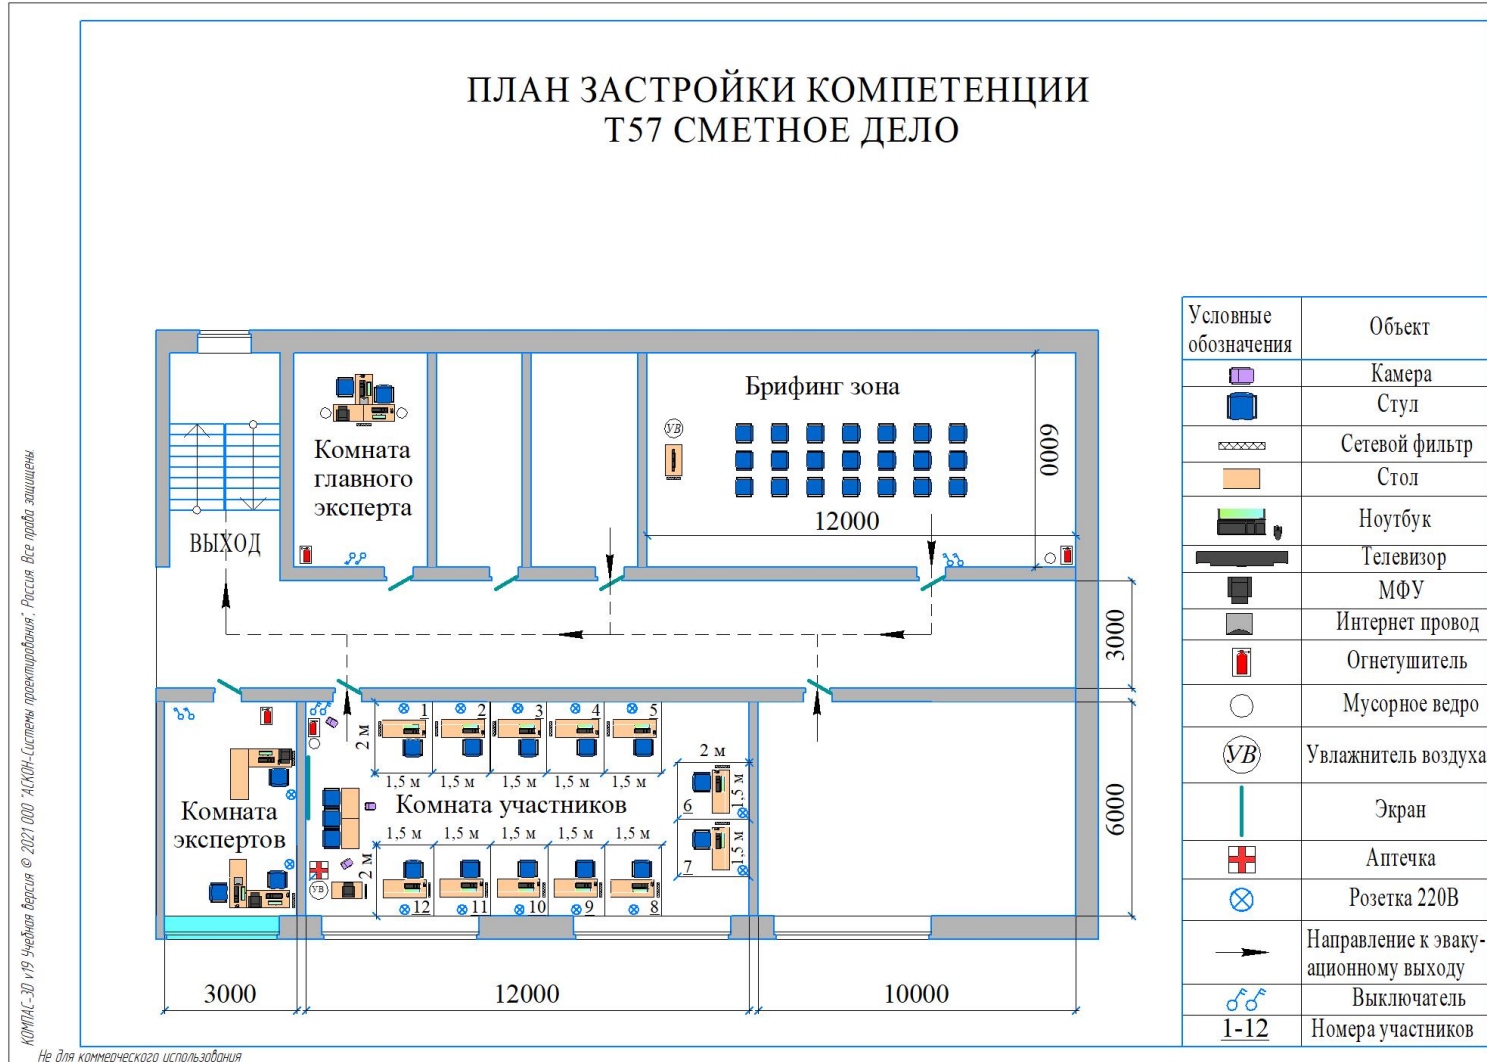 ПЛАН ЗАСТРОЙКИ КОМПЕТЕНЦИИ
Т57 СМЕТНОЕ ДЕЛО
Условные обозначения
Объект
Камера
Стул
Сетевой фильтр
Стол
Ноутбук
Телевизор
МФУ
Интернет провод
Огнетушитель
Мусорное ведро
УВ
Увлажнитель воздуха
Экран
Аптечка
Розетка 220В
Направление к эваку-
ационному выходу
Выключатель
1-12
Номера участников
Брифинг зона
УВ
6000
12000
Комната
главного
эксперта
ВЫХОД
3000
1
2
3
4
5
2 м
1,5 м
1,5 м
1,5 м
1,5 м
1,5 м
2 м
6
1,5 м
7
1,5 м
Комната участников
Комната
экспертов
1,5 м
1,5 м
1,5 м
1,5 м
1,5 м
2 м
УВ
12
11
10
9
8
6000
3000
12000
10000
КОМПАС-3D v19 Учебная версия © 2021 ООО "АСКОН-Системы проектирования", Россия. Все права защищены.
Не для коммерческого использования